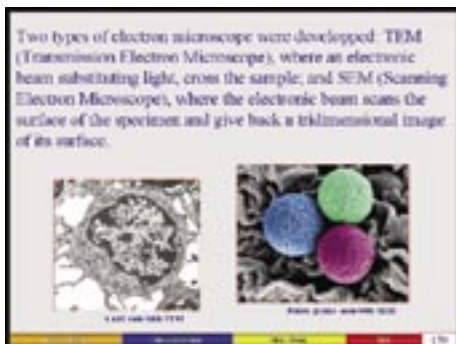 Two types of electron microscope were developped: TEM
(Transmission Electron Microscope), where an electronic
beam substituting light, cross the sample; and SEM (Scanning
Electron Microscope), where the electronic beam scans the
surface of the specimen and give back a tridimensional image
of its surface.